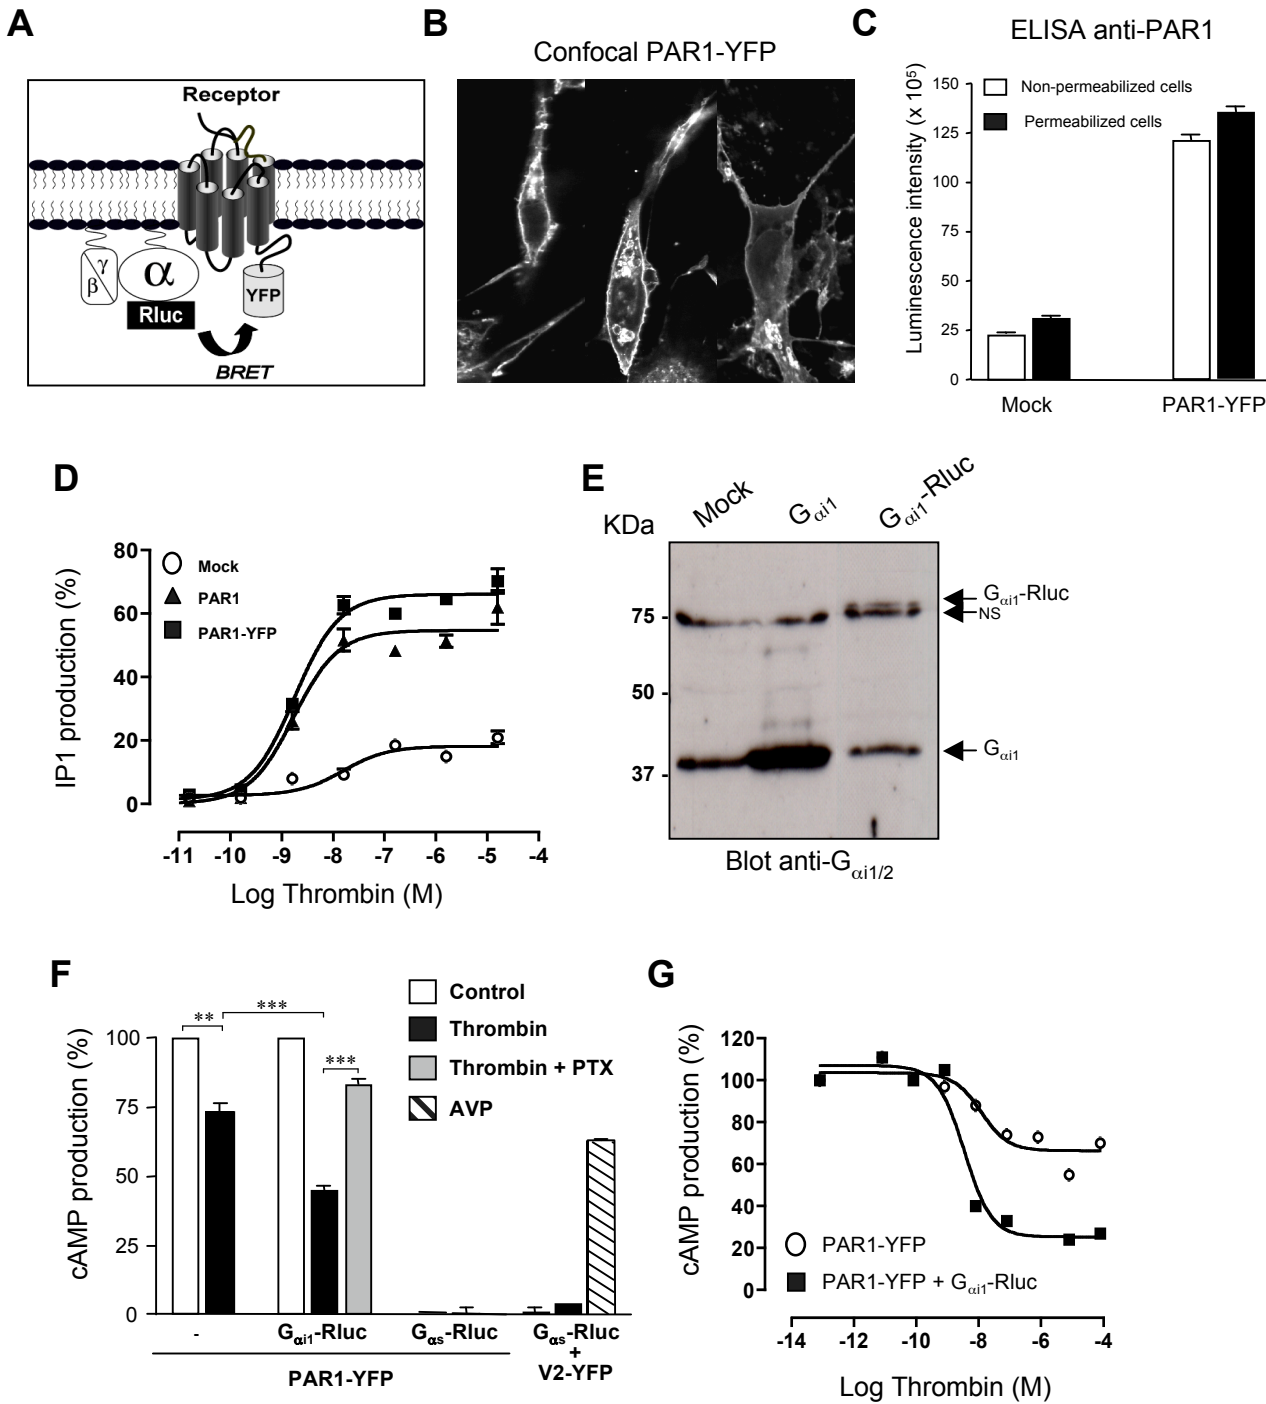 A
Receptor
γ
β
α
Rluc
YFP
BRET
B
Confocal PAR1-YFP
C
ELISA anti-PAR1
Non-permeabilized cells
Permeabilized cells
Luminescence intensity (x 10⁵)
150
125
100
75
50
25
0
Mock PAR1-YFP
D
Mock
PAR1
PAR1-YFP
IP1 production (%)
80
60
40
20
0
-11 -10 -9 -8 -7 -6 -5 -4
Log Thrombin (M)
E
KDa
Mock Gαi1 Gαi1-Rluc
75 -
50 -
37 -
Gαi1-Rluc
NS
Gαi1
Blot anti-Gαi1/2
F
Control
Thrombin
Thrombin + PTX
AVP
** *** ***
cAMP production (%)
100
75
50
25
0
- Gαi1-Rluc Gαs-Rluc Gαs-Rluc
+
V2-YFP
PAR1-YFP
G
cAMP production (%)
120
100
80
60
40
20
0
PAR1-YFP
PAR1-YFP + Gαi1-Rluc
-14 -12 -10 -8 -6 -4
Log Thrombin (M)